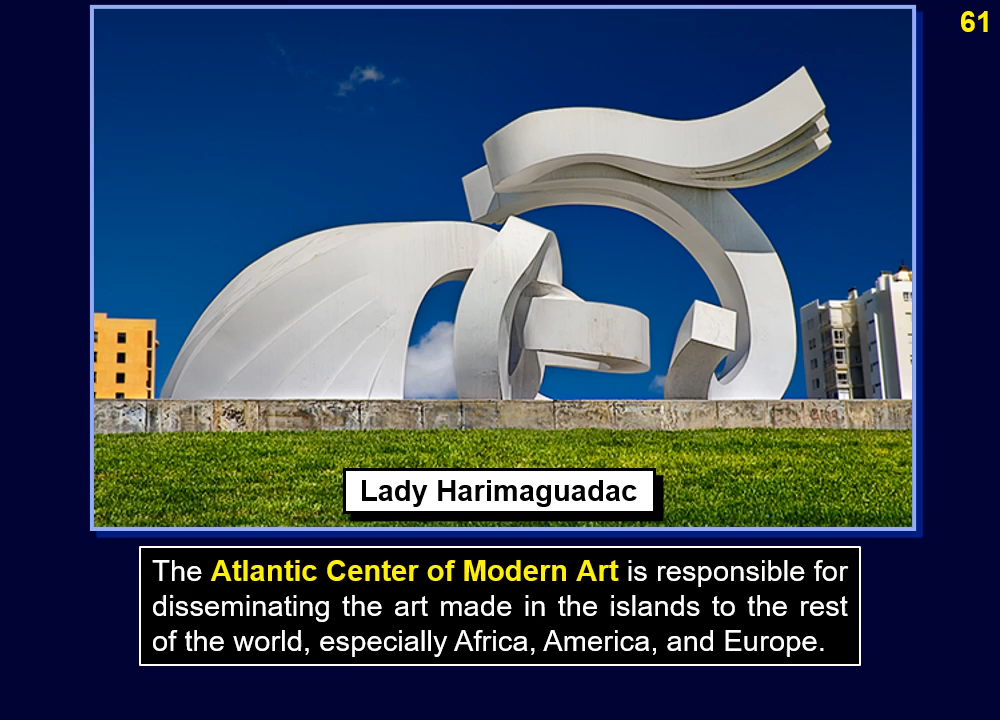 61
Lady Harimaguadac
The Atlantic Center of Modern Art is responsible for
disseminating the art made in the islands to the rest
of the world, especially Africa, America, and Europe.